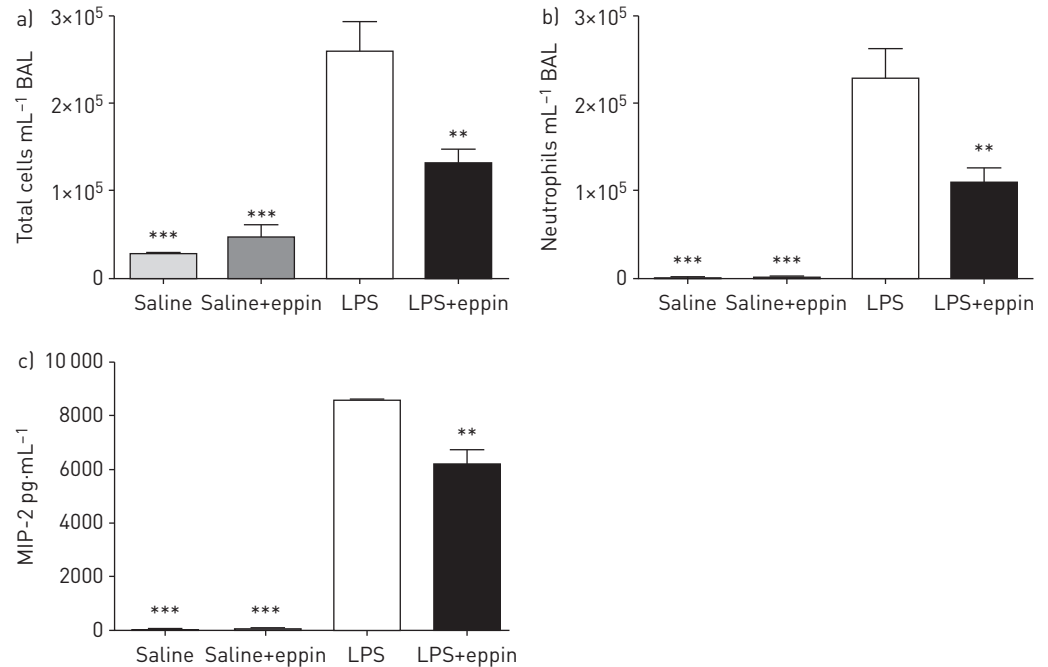 a)
Total cells mL⁻¹ BAL
3×10⁵
2×10⁵
1×10⁵
0
***
***
**
Saline Saline+eppin LPS LPS+eppin
b)
Neutrophils mL⁻¹ BAL
3×10⁵
2×10⁵
1×10⁵
0
***
***
**
Saline Saline+eppin LPS LPS+eppin
c)
MIP-2 pg·mL⁻¹
10 000
8000
6000
4000
2000
0
***
***
**
Saline Saline+eppin LPS LPS+eppin